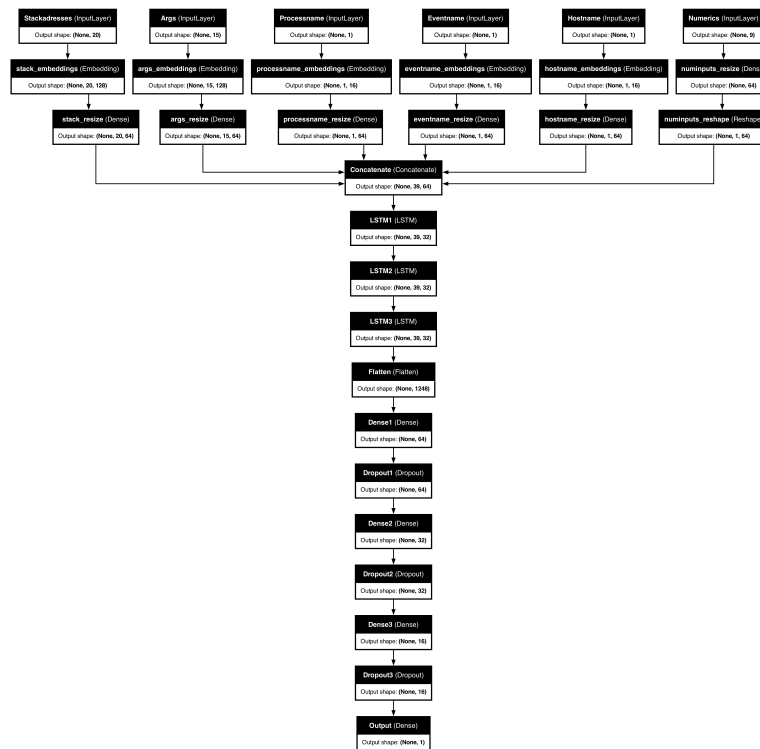 Stackadresses (InputLayer)
Output shape: (None, 20)
Args (InputLayer)
Output shape: (None, 15)
Processname (InputLayer)
Output shape: (None, 1)
Eventname (InputLayer)
Output shape: (None, 1)
Hostname (InputLayer)
Output shape: (None, 1)
Numerics (InputLayer)
Output shape: (None, 9)
stack_embeddings (Embedding)
Output shape: (None, 20, 128)
args_embeddings (Embedding)
Output shape: (None, 15, 128)
processname_embeddings (Embedding)
Output shape: (None, 1, 16)
eventname_embeddings (Embedding)
Output shape: (None, 1, 16)
hostname_embeddings (Embedding)
Output shape: (None, 1, 16)
numinputs_resize (Dens
Output shape: (None, 64)
stack_resize (Dense)
Output shape: (None, 20, 64)
args_resize (Dense)
Output shape: (None, 15, 64)
processname_resize (Dense)
Output shape: (None, 1, 64)
eventname_resize (Dense)
Output shape: (None, 1, 64)
hostname_resize (Dense)
Output shape: (None, 1, 64)
numinputs_reshape (Reshape
Output shape: (None, 1, 64)
Concatenate (Concatenate)
Output shape: (None, 39, 64)
LSTM1 (LSTM)
Output shape: (None, 39, 32)
LSTM2 (LSTM)
Output shape: (None, 39, 32)
LSTM3 (LSTM)
Output shape: (None, 39, 32)
Flatten (Flatten)
Output shape: (None, 1248)
Dense1 (Dense)
Output shape: (None, 64)
Dropout1 (Dropout)
Output shape: (None, 64)
Dense2 (Dense)
Output shape: (None, 32)
Dropout2 (Dropout)
Output shape: (None, 32)
Dense3 (Dense)
Output shape: (None, 16)
Dropout3 (Dropout)
Output shape: (None, 16)
Output (Dense)
Output shape: (None, 1)